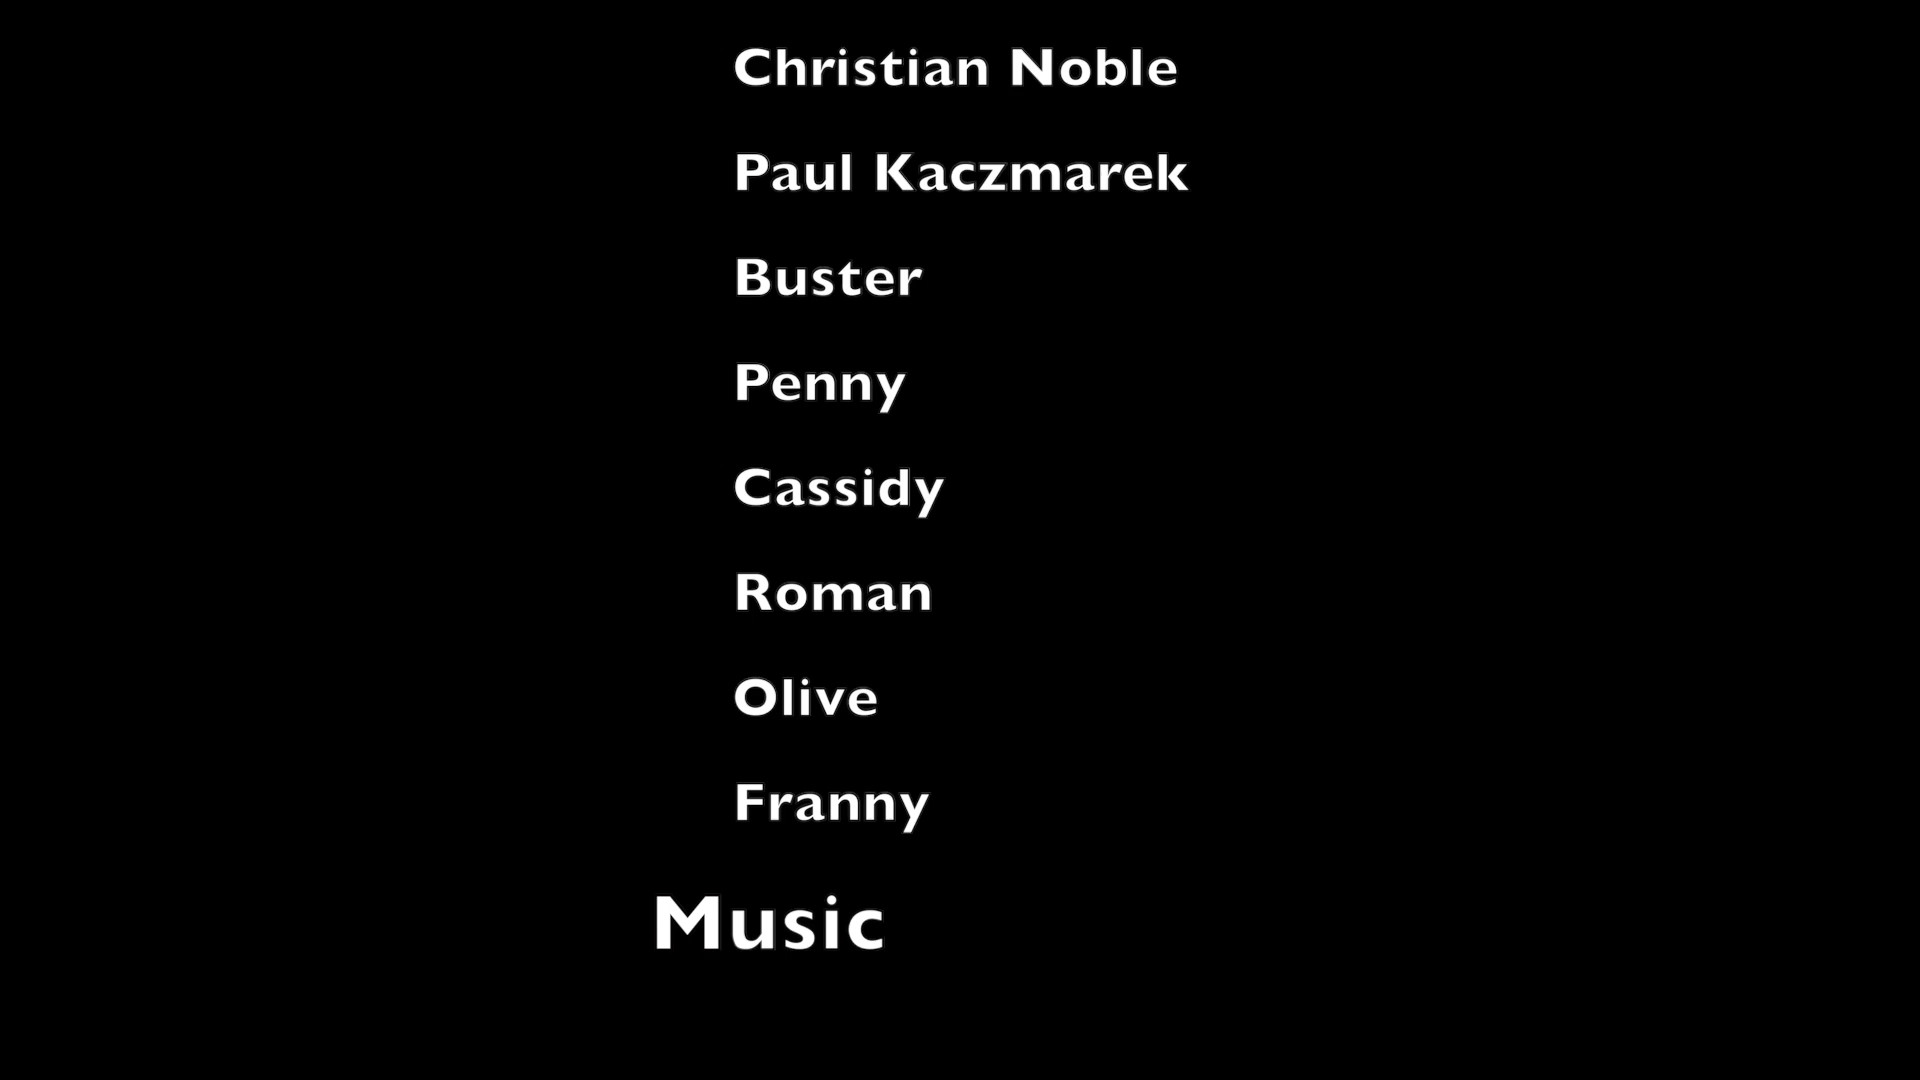 Christian Noble
Paul Kaczmarek
Buster
Penny
Cassidy
Roman
Olive
Franny
Music